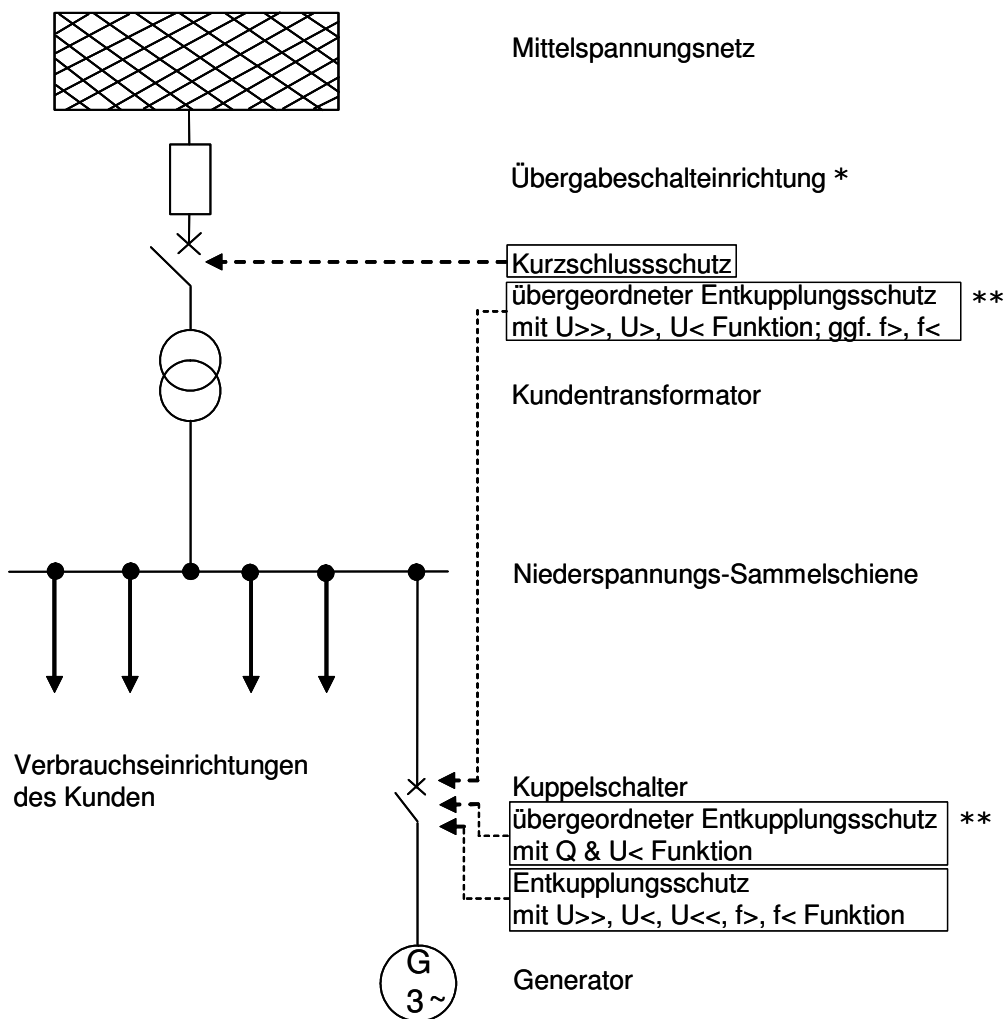 Mittelspannungsnetz
Übergabeschalteinrichtung *
Kurzschlussschutz
übergeordneter Entkupplungsschutz **
mit U>>, U>, U< Funktion; ggf. f>, f<
Kundentransformator
Niederspannungs-Sammelschiene
Verbrauchseinrichtungen
des Kunden
Kuppelschalter
übergeordneter Entkupplungsschutz **
mit Q & U< Funktion
Entkupplungsschutz
mit U>>, U<, U<<, f>, f< Funktion
G
3~
Generator